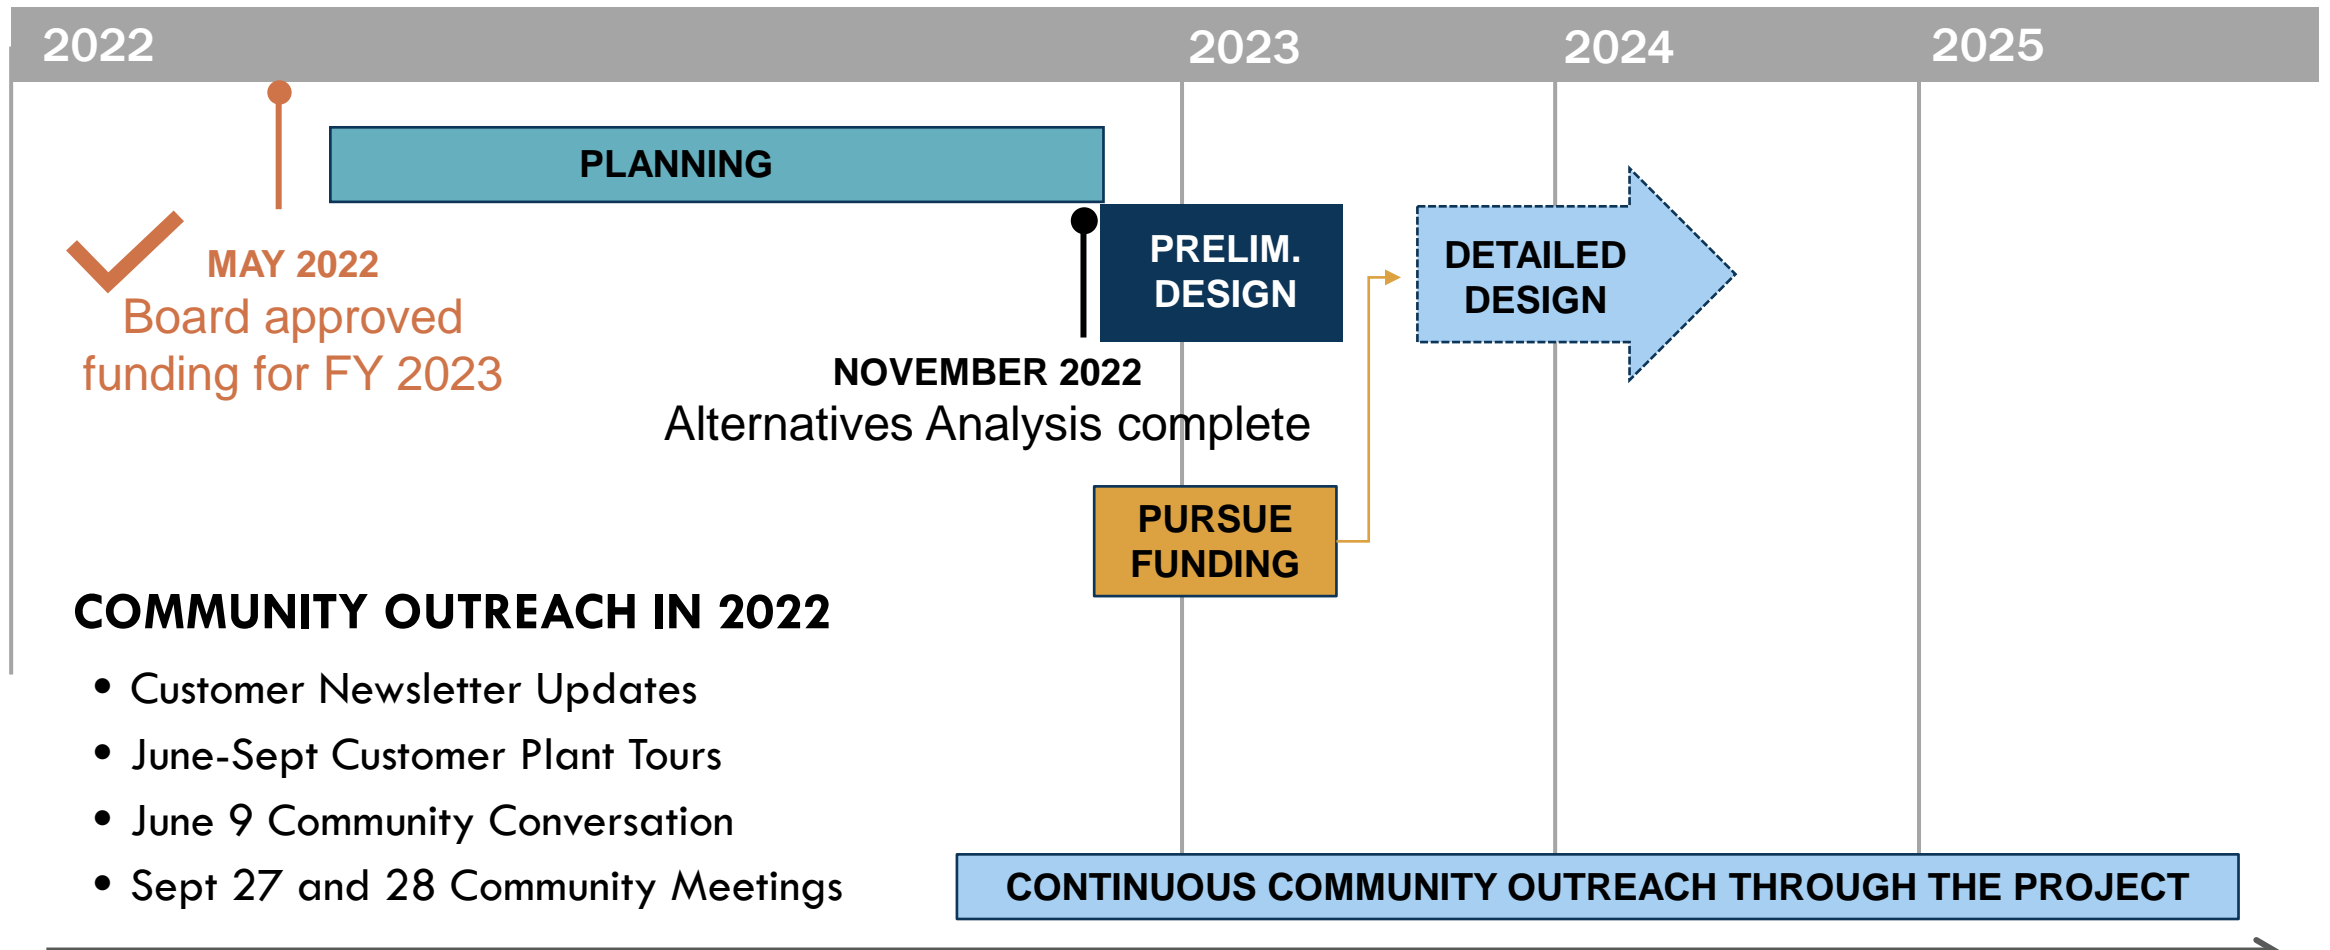 2022
2023
2024
2025
PLANNING
MAY 2022
Board approved
funding for FY 2023
PRELIM.
DESIGN
DETAILED
DESIGN
NOVEMBER 2022
Alternatives Analysis complete
PURSUE
FUNDING
COMMUNITY OUTREACH IN 2022
• Customer Newsletter Updates
• June-Sept Customer Plant Tours
• June 9 Community Conversation
• Sept 27 and 28 Community Meetings
CONTINUOUS COMMUNITY OUTREACH THROUGH THE PROJECT